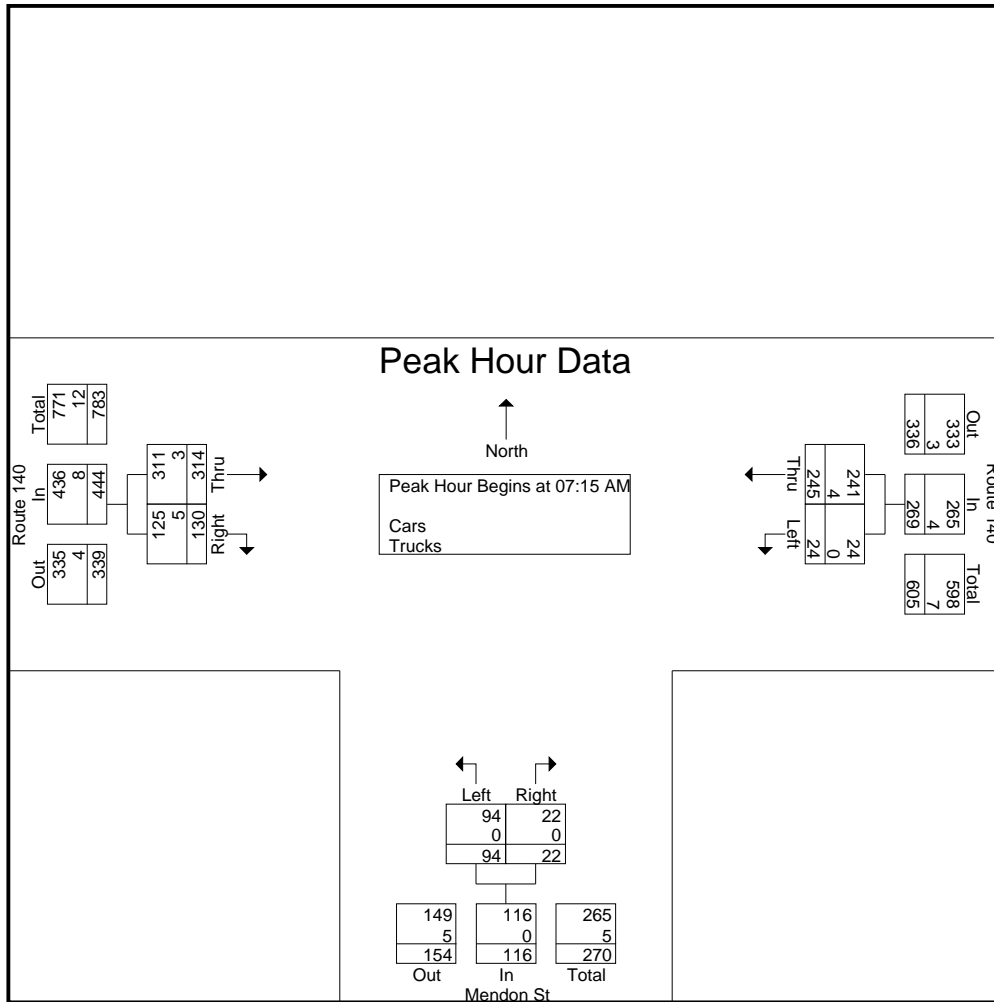 Peak Hour Data
North
Peak Hour Begins at 07:15 AM
Cars
Trucks
Route 140
Total
771
12
783
In
436
8
444
Out
335
4
339
Thru
311
3
314
Right
125
5
130
Route 140
Out
333
3
336
In
265
4
269
Total
598
7
605
Thru
241
4
245
Left
24
0
24
Left Right
94 22
0 0
94 22
149 116 265
5 0 5
154 116 270
Out In Total
Mendon St